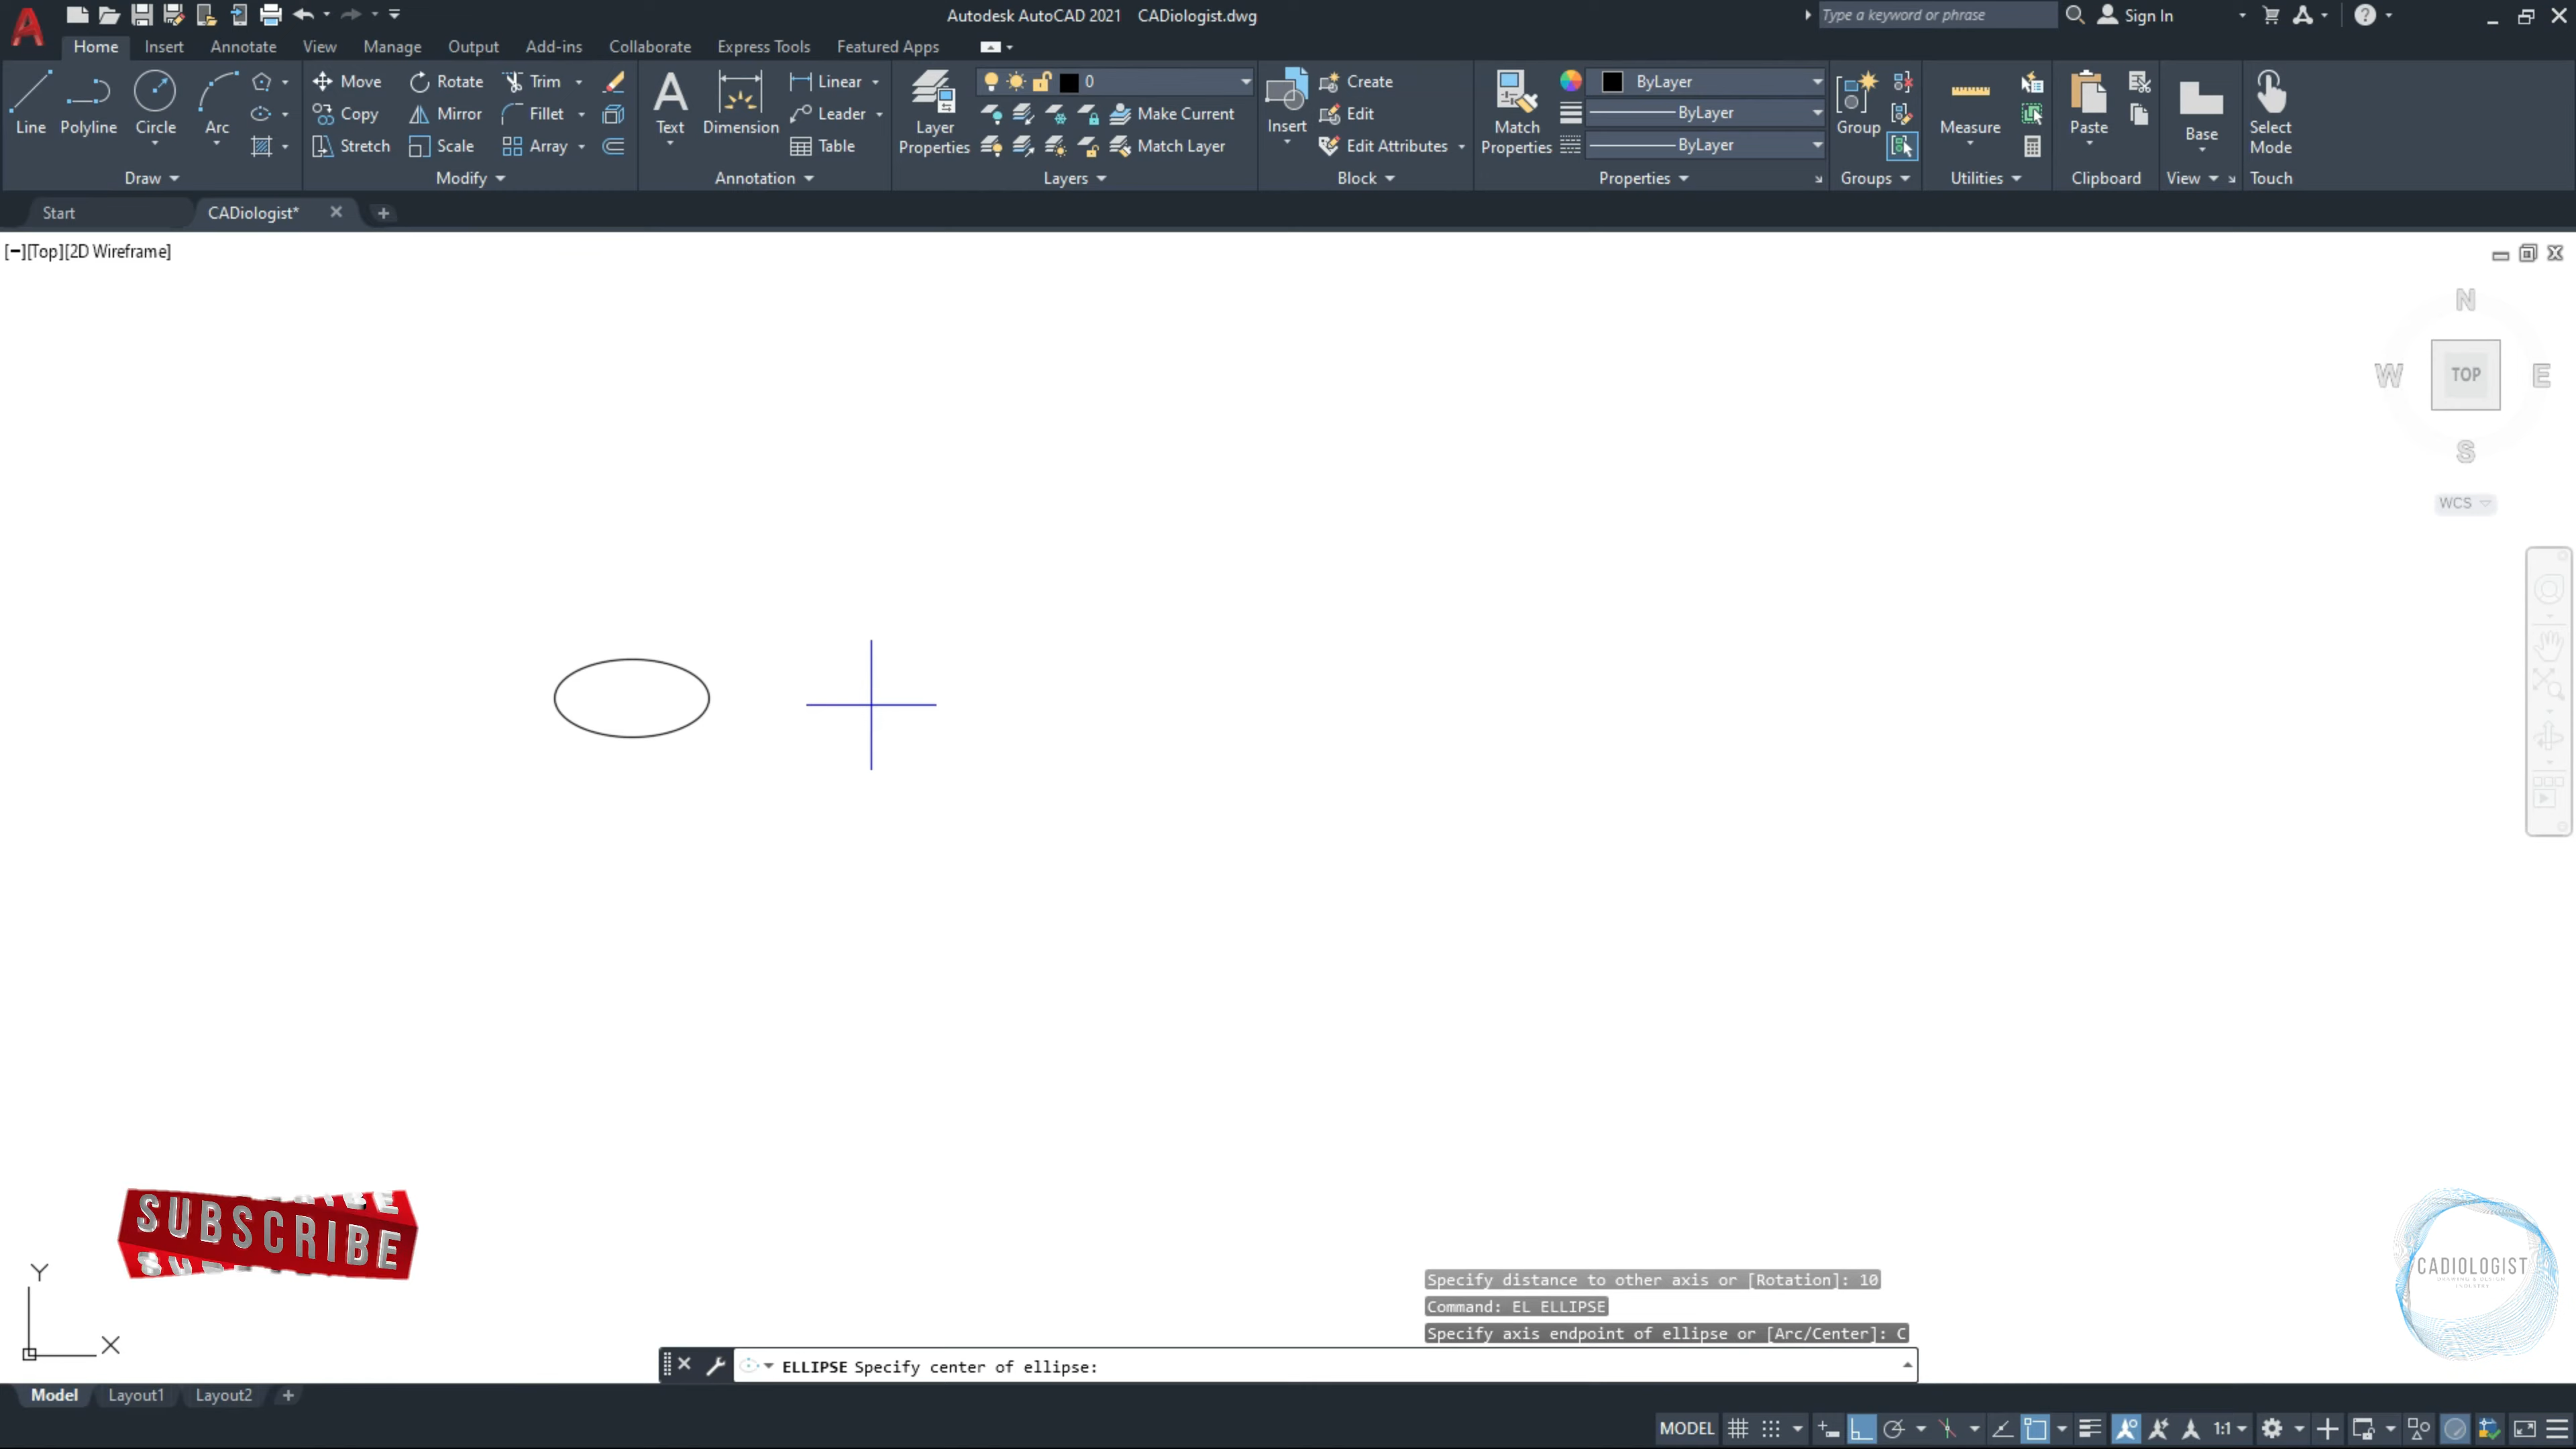 Autodesk AutoCAD 2021 CADiologist.dwg
Type a keyword or phrase
Sign In
Home Insert Annotate View Manage Output Add-ins Collaborate Express Tools Featured Apps
Line Polyline Circle Arc
Draw
Move Rotate Trim
Copy Mirror Fillet
Stretch Scale Array
Modify
Text Dimension
Linear
Leader
Table
Annotation
Layer Properties
0
Make Current
Match Layer
Layers
Insert
Create
Edit
Edit Attributes
Block
Match Properties
ByLayer
ByLayer
ByLayer
Properties
Group
Groups
Measure
Utilities
Paste
Clipboard
Base
View
Select Mode
Touch
Start CADiologist*
[−][Top][2D Wireframe]
N
W TOP E
S
WCS
SUBSCRIBE
CADIOLOGIST
Y
X
Specify distance to other axis or [Rotation]: 10
Command: EL ELLIPSE
Specify axis endpoint of ellipse or [Arc/Center]: C
ELLIPSE Specify center of ellipse:
Model Layout1 Layout2
MODEL 1:1